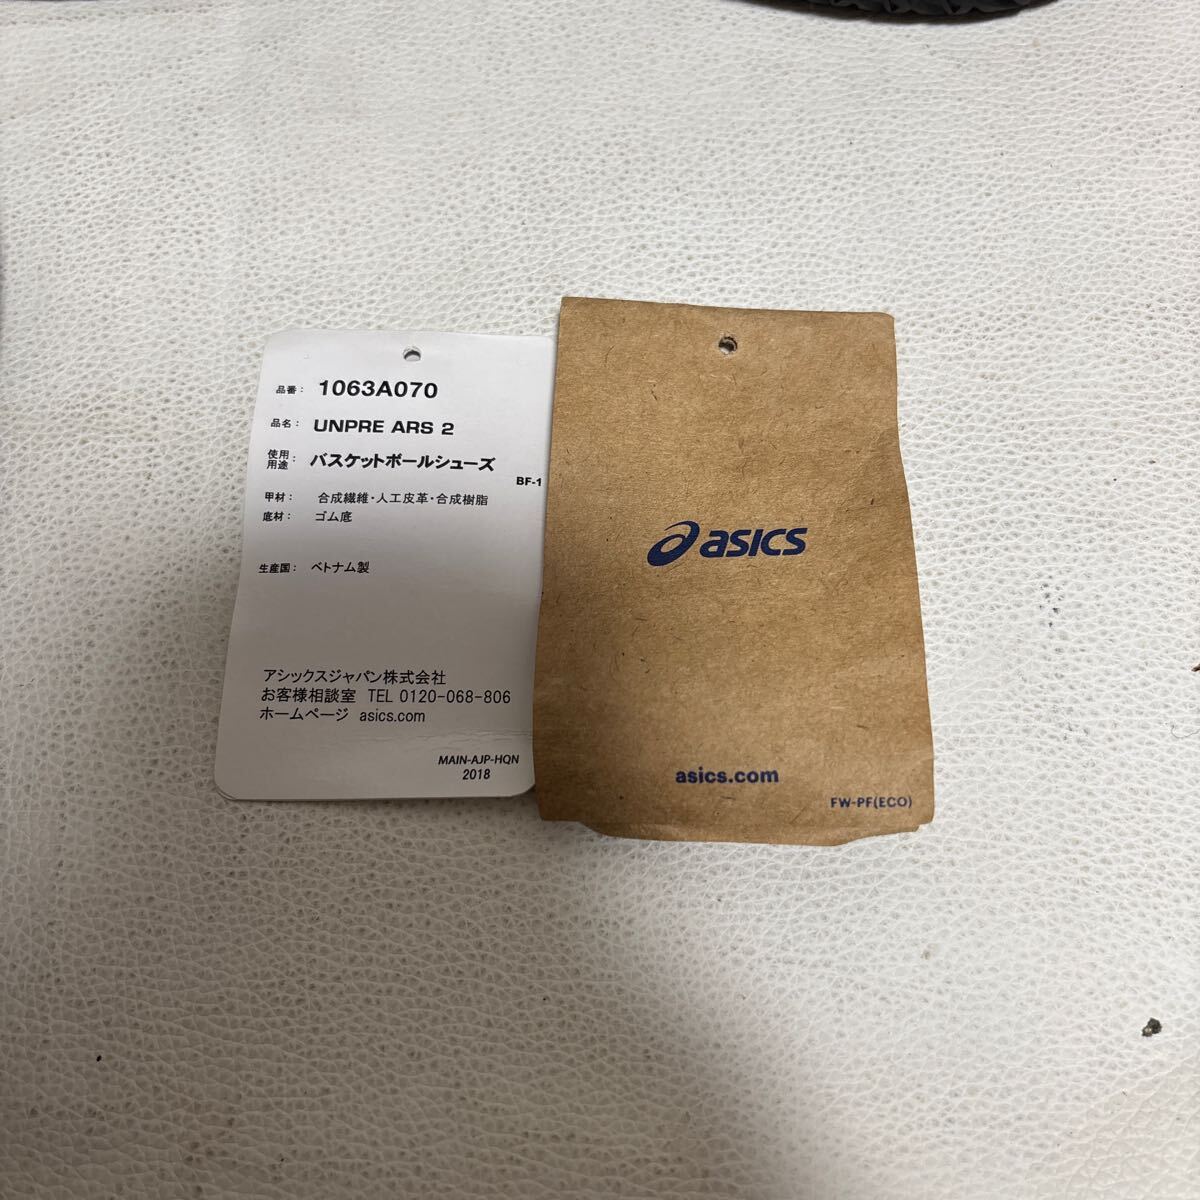 品番: 1063A070
品名: UNPRE ARS 2
使用用途: バスケットボールシューズ
BF-1
甲材: 合成繊維・人工皮革・合成樹脂
底材: ゴム底
生産国: ベトナム製
アシックスジャパン株式会社
お客様相談室 TEL 0120-068-806
ホームページ asics.com
MAIN-AJP-HQN
2018
asics
asics.com
FW-PF(ECO)